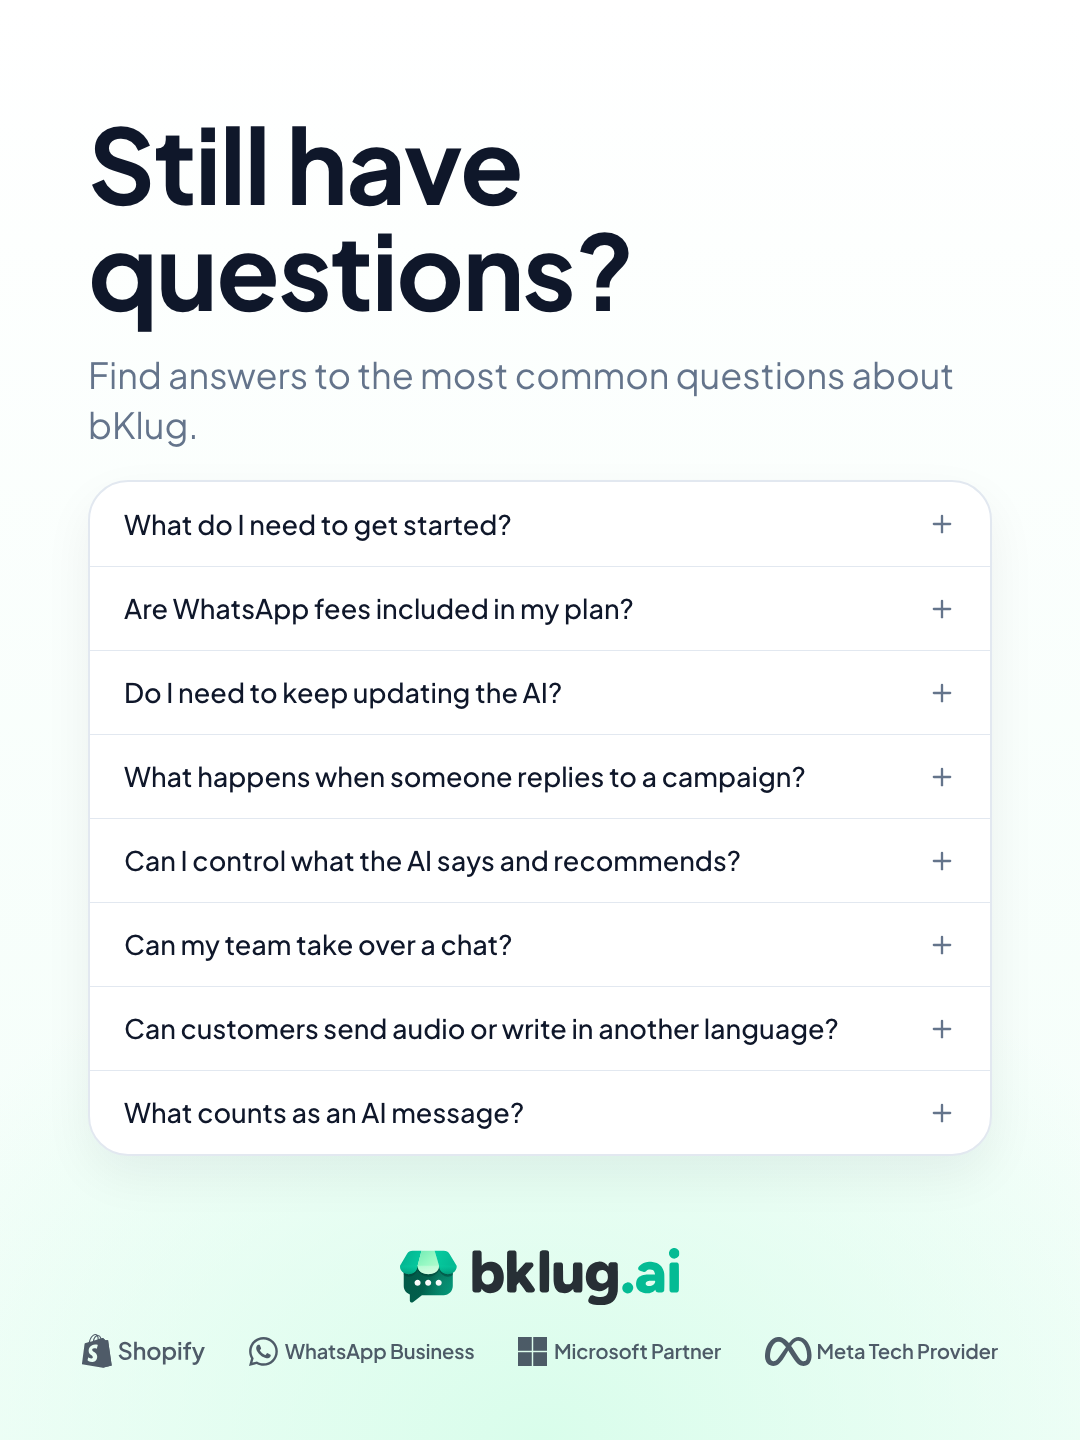 Still have
questions?
Find answers to the most common questions about
bKlug.
What do I need to get started?
Are WhatsApp fees included in my plan?
Do I need to keep updating the AI?
What happens when someone replies to a campaign?
Can I control what the AI says and recommends?
Can my team take over a chat?
Can customers send audio or write in another language?
What counts as an AI message?
bklug.ai
Shopify WhatsApp Business Microsoft Partner Meta Tech Provider